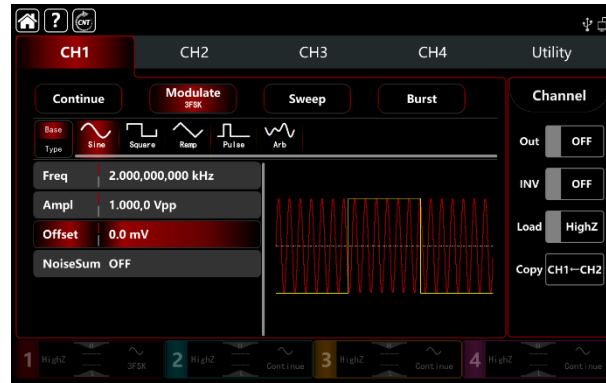 ? CNT
CH1 CH2 CH3 CH4 Utility
Continue Modulate Sweep Burst Channel
3FSK
Base
Type Sine Square Ramp Pulse Arb
Out OFF
Freq 2.000,000,000 kHz
INV OFF
Ampl 1.000,0 Vpp
Offset 0.0 mV
Load HighZ
NoiseSum OFF
Copy CH1←CH2
1 HighZ 3FSK 2 HighZ Continue 3 HighZ Continue 4 HighZ Continue